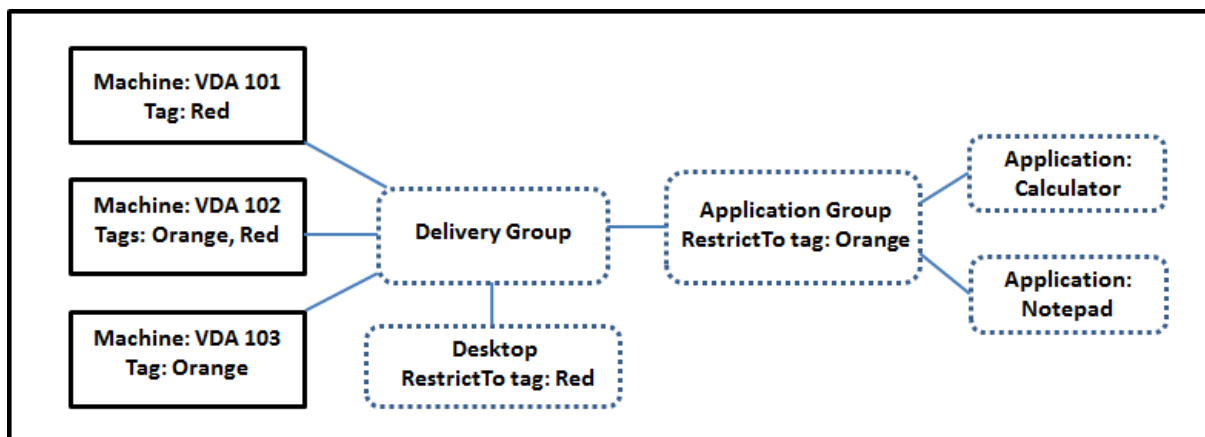 Machine: VDA 101
Tag: Red
Machine: VDA 102
Tags: Orange, Red
Machine: VDA 103
Tag: Orange
Delivery Group
Desktop
RestrictTo tag: Red
Application Group
RestrictTo tag: Orange
Application:
Calculator
Application:
Notepad